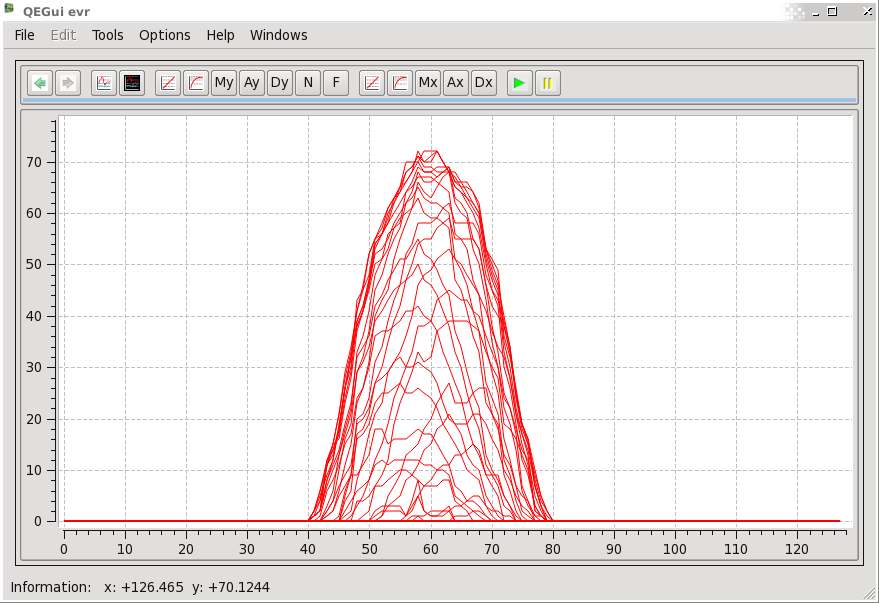 QEGui evr
File Edit Tools Options Help Windows
My Ay Dy N F Mx Ax Dx
70
60
50
40
30
20
10
0
0 10 20 30 40 50 60 70 80 90 100 110 120
Information: x: +126.465 y: +70.1244